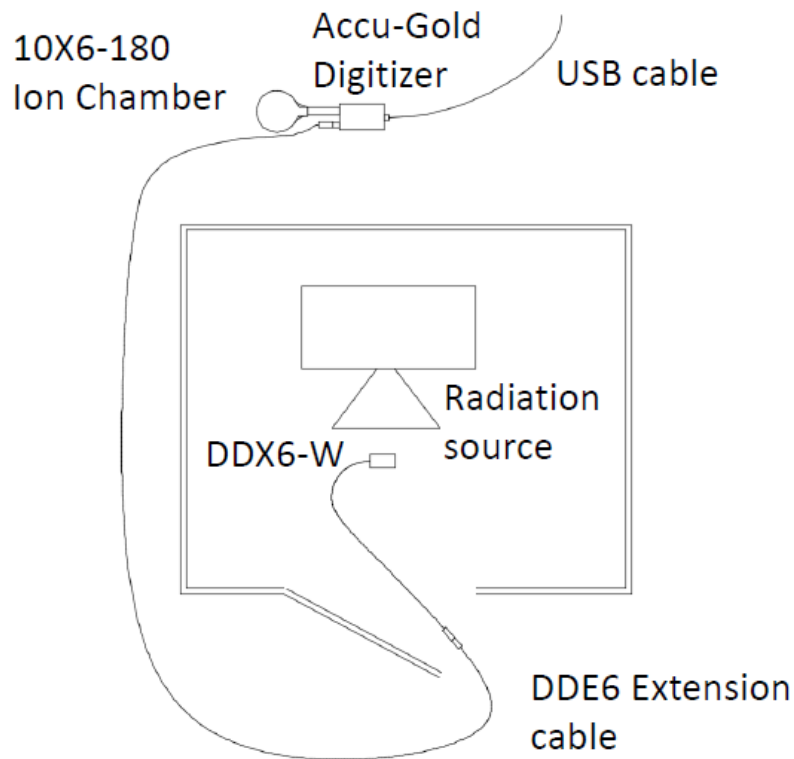 10X6-180
Ion Chamber
Accu-Gold
Digitizer
USB cable
Radiation
source
DDX6-W
DDE6 Extension
cable